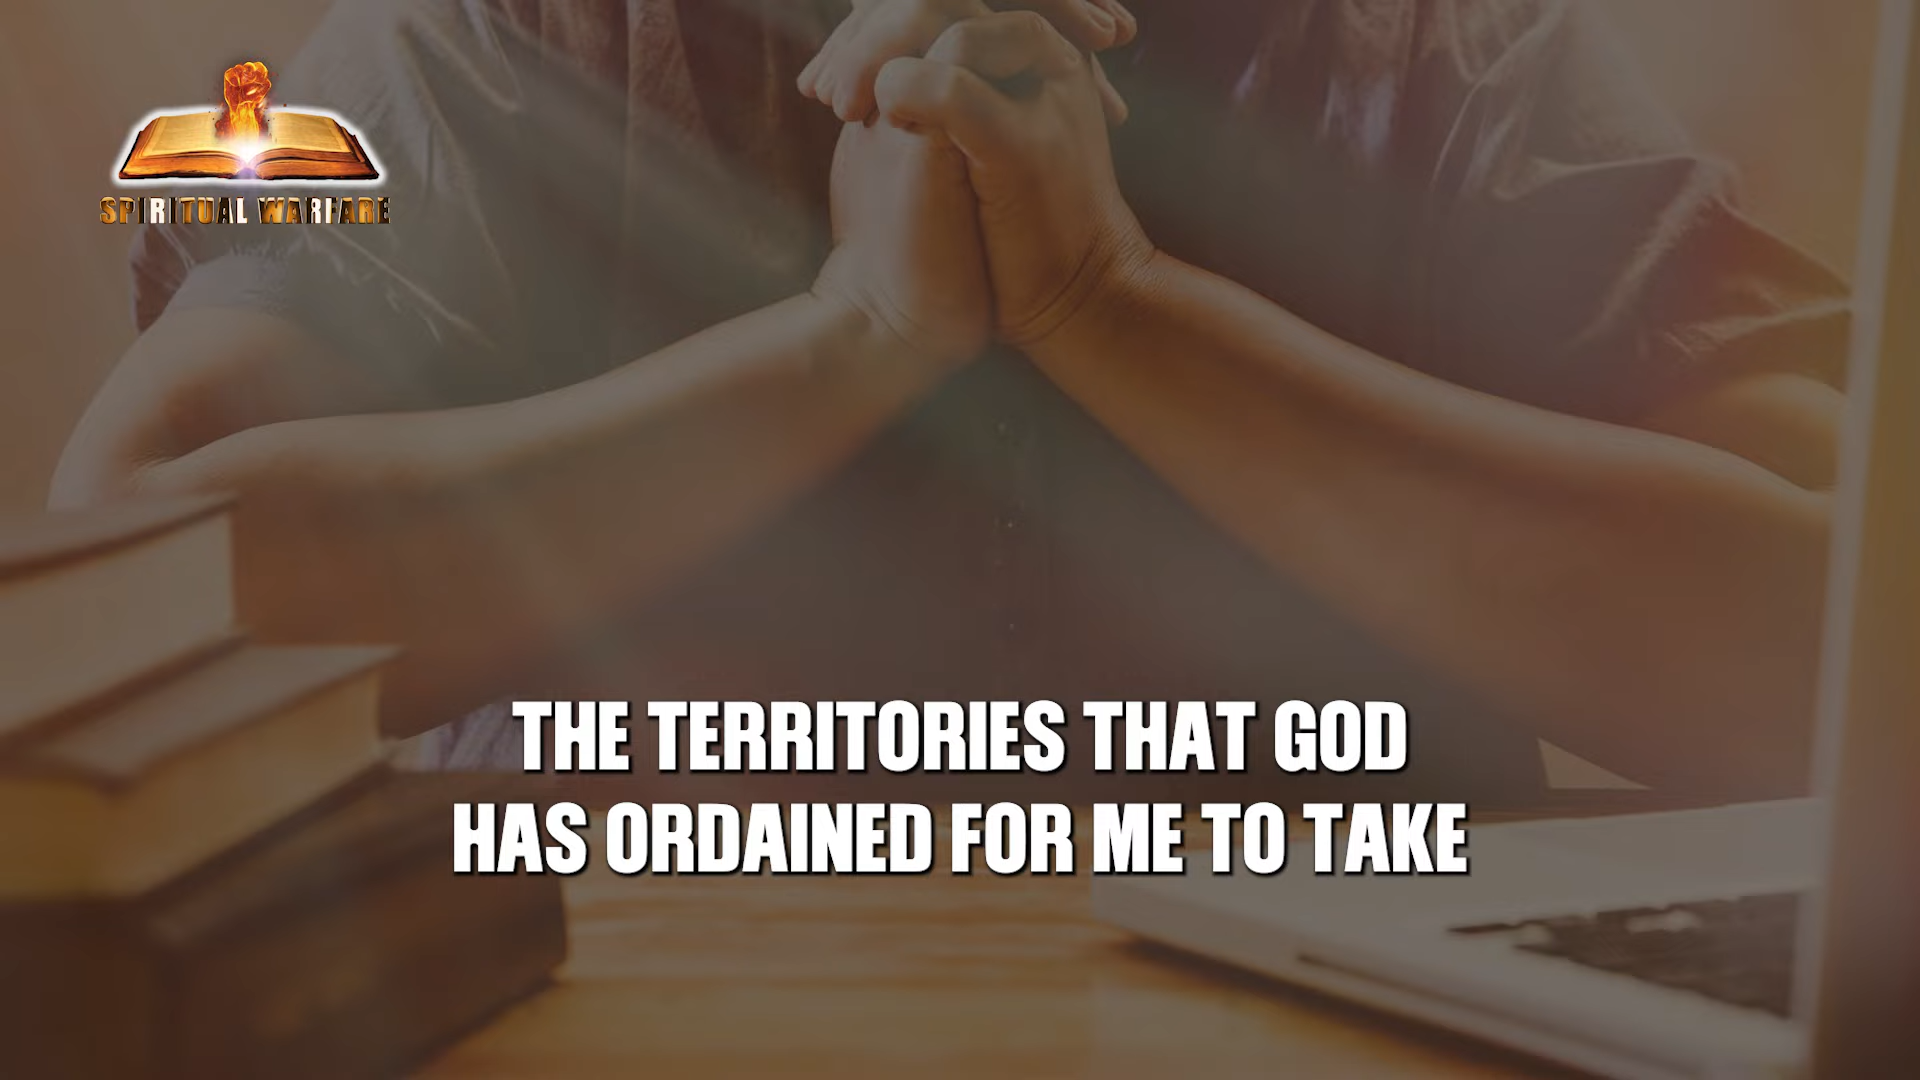 SPIRITUAL WARFARE
THE TERRITORIES THAT GOD
HAS ORDAINED FOR ME TO TAKE